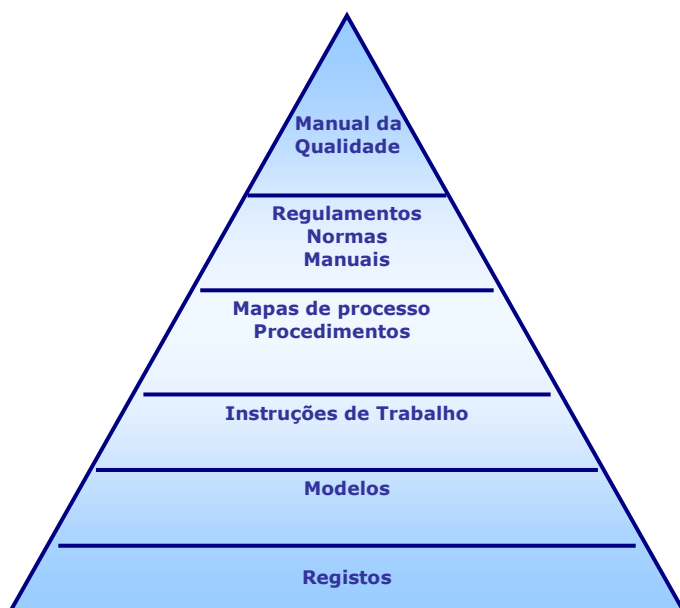 Manual da
Qualidade
Regulamentos
Normas
Manuais
Mapas de processo
Procedimentos
Instruções de Trabalho
Modelos
Registos